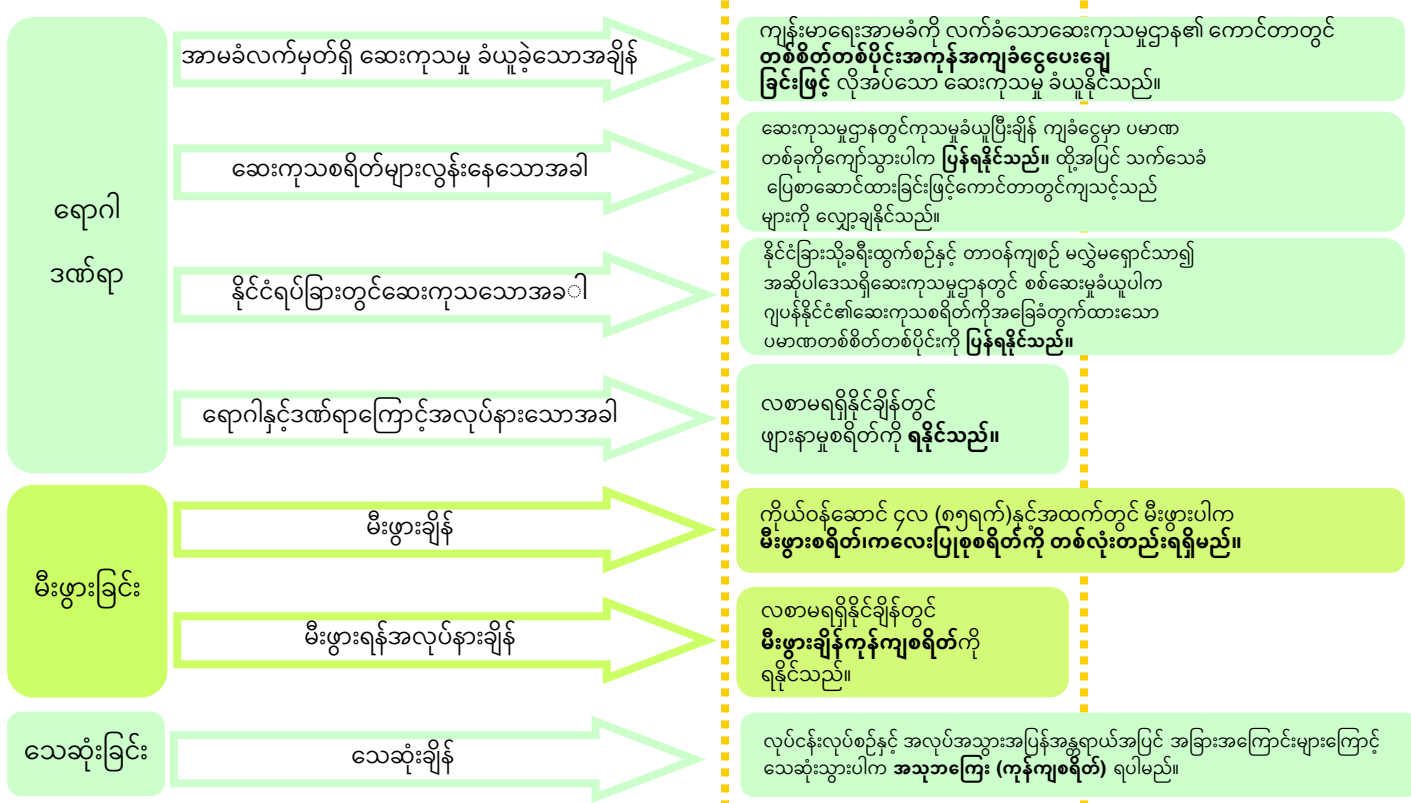 ရောဂါ
ဒဏ်ရာ
အာမခံလက်မှတ်ရှိ ဆေးကုသမှု ခံယူခဲ့သောအချိန်
ကျန်းမာရေးအာမခံကို လက်ခံသောဆေးကုသမှုဌာန၏ ကောင်တာတွင်
တစ်စိတ်တစ်ပိုင်းအကုန်အကျခံငွေပေးချေ
ခြင်းဖြင့် လိုအပ်သော ဆေးကုသမှု ခံယူနိုင်သည်။
ဆေးကုသစရိတ်များလွန်းနေသောအခါ
ဆေးကုသမှုဌာနတွင်ကုသမှုခံယူပြီးချိန် ကျခံငွေမှာ ပမာဏ
တစ်ခုကိုကျော်သွားပါက ပြန်ရနိုင်သည်။ ထို့အပြင် သက်သေခံ
ပြေစာဆောင်ထားခြင်းဖြင့်ကောင်တာတွင်ကျသင့်သည်
များကို လျှော့ချနိုင်သည်။
နိုင်ငံရပ်ခြားတွင်ဆေးကုသသောအခ◌ါ
နိုင်ငံခြားသို့ခရီးထွက်စဉ်နှင့် တာဝန်ကျစဉ် မလွှဲမရှောင်သာ၍
အဆိုပါဒေသရှိဆေးကုသမှုဌာနတွင် စစ်ဆေးမှုခံယူပါက
ဂျပန်နိုင်ငံ၏ဆေးကုသစရိတ်ကိုအခြေခံတွက်ထားသော
ပမာဏတစ်စိတ်တစ်ပိုင်းကို ပြန်ရနိုင်သည်။
ရောဂါနှင့်ဒဏ်ရာကြောင့်အလုပ်နားသောအခါ
လစာမရရှိနိုင်ချိန်တွင်
ဖျားနာမှုစရိတ်ကို ရနိုင်သည်။
မီးဖွားခြင်း
မီးဖွားချိန်
ကိုယ်ဝန်ဆောင် ၄လ (၈၅ရက်)နှင့်အထက်တွင် မီးဖွားပါက
မီးဖွားစရိတ်၊ကလေးပြုစုစရိတ်ကို တစ်လုံးတည်းရရှိမည်။
မီးဖွားရန်အလုပ်နားချိန်
လစာမရရှိနိုင်ချိန်တွင်
မီးဖွားချိန်ကုန်ကျစရိတ်ကို
ရနိုင်သည်။
သေဆုံးခြင်း
သေဆုံးချိန်
လုပ်ငန်းလုပ်စဉ်နှင့် အလုပ်အသွားအပြန်အန္တရာယ်အပြင် အခြားအကြောင်းများကြောင့်
သေဆုံးသွားပါက အသုဘကြေး (ကုန်ကျစရိတ်) ရပါမည်။